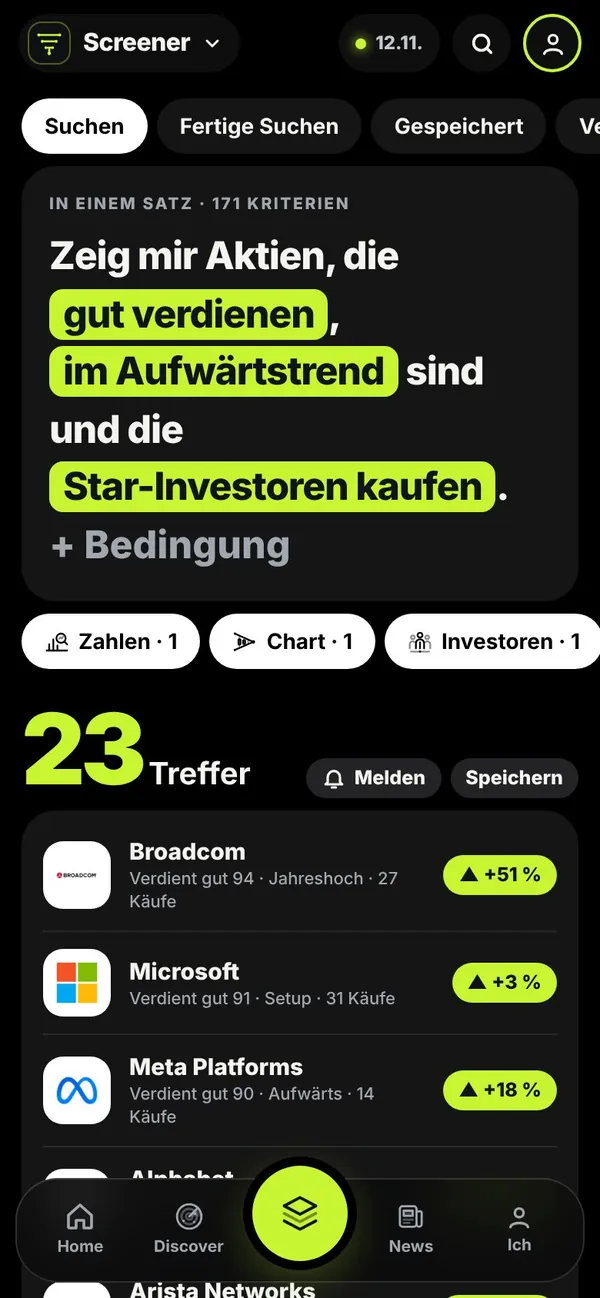 Screener
12.11.
Suchen
Fertige Suchen
Gespeichert
Ve
IN EINEM SATZ · 171 KRITERIEN
Zeig mir Aktien, die
gut verdienen,
im Aufwärtstrend sind
und die
Star-Investoren kaufen.
+ Bedingung
Zahlen · 1
Chart · 1
Investoren · 1
23 Treffer
Melden
Speichern
BROADCOM
Broadcom
Verdient gut 94 · Jahreshoch · 27
Käufe
▲ +51 %
Microsoft
Verdient gut 91 · Setup · 31 Käufe
▲ +3 %
Meta Platforms
Verdient gut 90 · Aufwärts · 14
Käufe
▲ +18 %
Alphabet
Home
Discover
News
Ich
Arista Networks